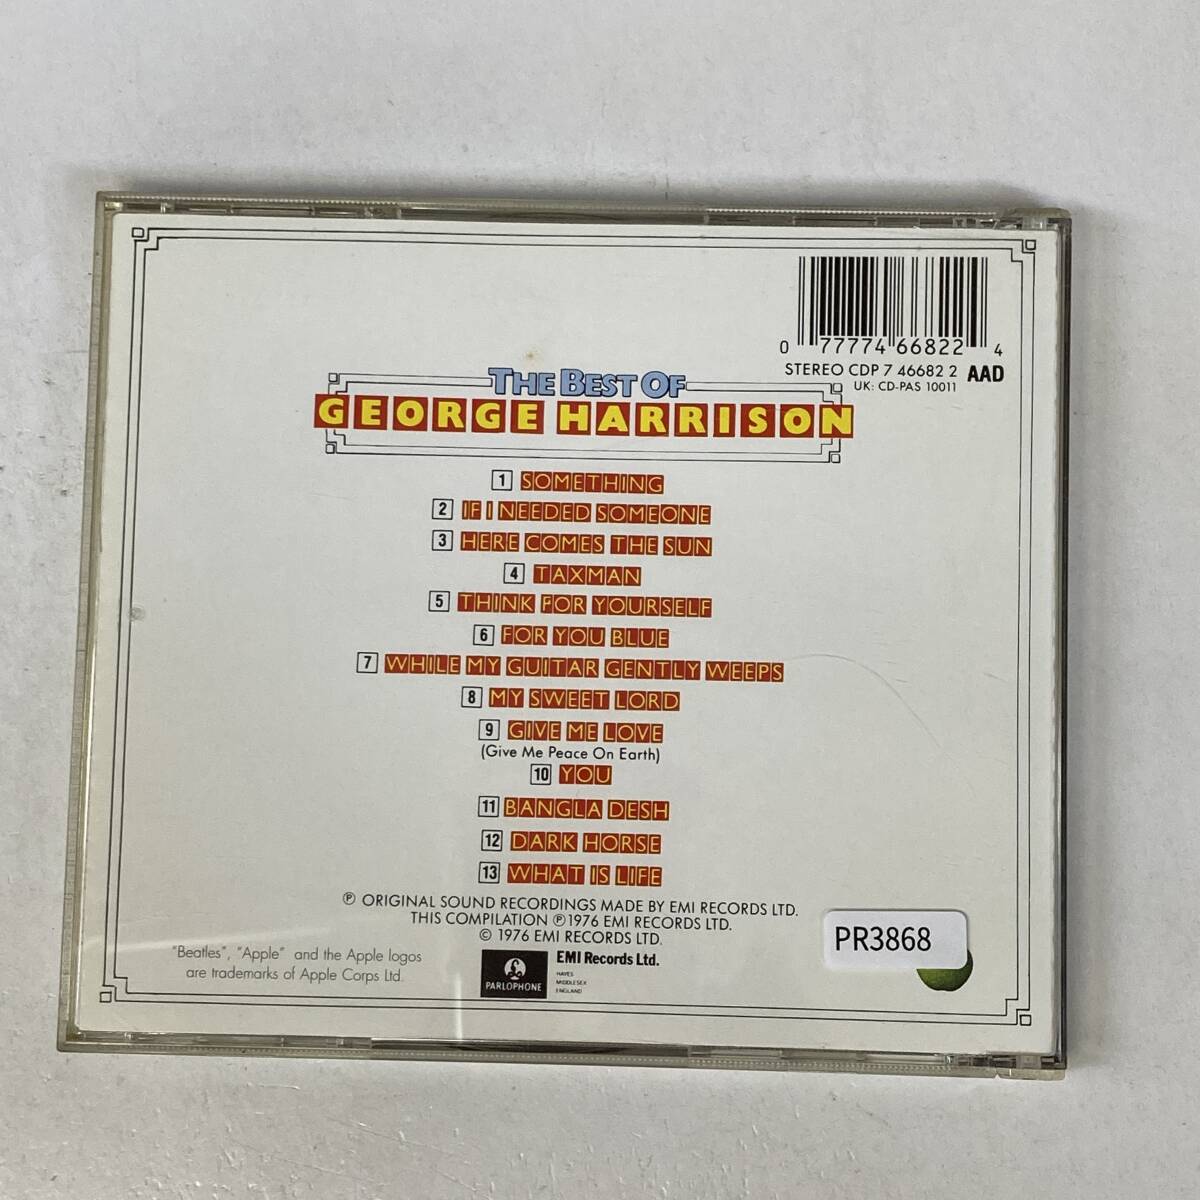 0 77774 66822 4
STEREO CDP 7 46682 2 AAD
UK: CD-PAS 10011
THE BEST OF
GEORGE HARRISON
1 SOMETHING
2 IF I NEEDED SOMEONE
3 HERE COMES THE SUN
4 TAXMAN
5 THINK FOR YOURSELF
6 FOR YOU BLUE
7 WHILE MY GUITAR GENTLY WEEPS
8 MY SWEET LORD
9 GIVE ME LOVE
(Give Me Peace On Earth)
10 YOU
11 BANGLA DESH
12 DARK HORSE
13 WHAT IS LIFE
℗ ORIGINAL SOUND RECORDINGS MADE BY EMI RECORDS LTD.
THIS COMPILATION ℗ 1976 EMI RECORDS LTD.
© 1976 EMI RECORDS LTD.
"Beatles", "Apple" and the Apple logos
are trademarks of Apple Corps Ltd.
PARLOPHONE
EMI Records Ltd.
HAYES
MIDDLESEX
ENGLAND
PR3868